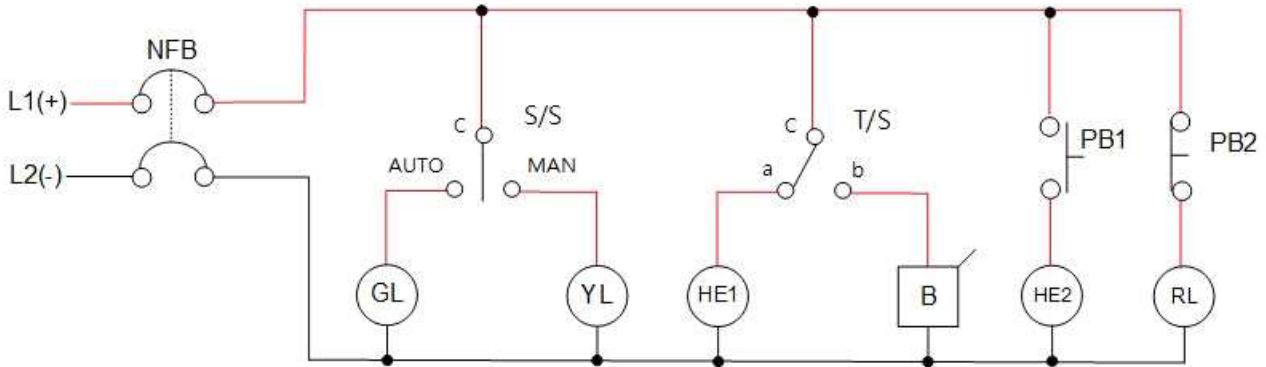 NFB
L1(+)
L2(-)
C
S/S
AUTO
MAN
C
T/S
a
b
PB1
PB2
GL
YL
HE1
B
HE2
RL